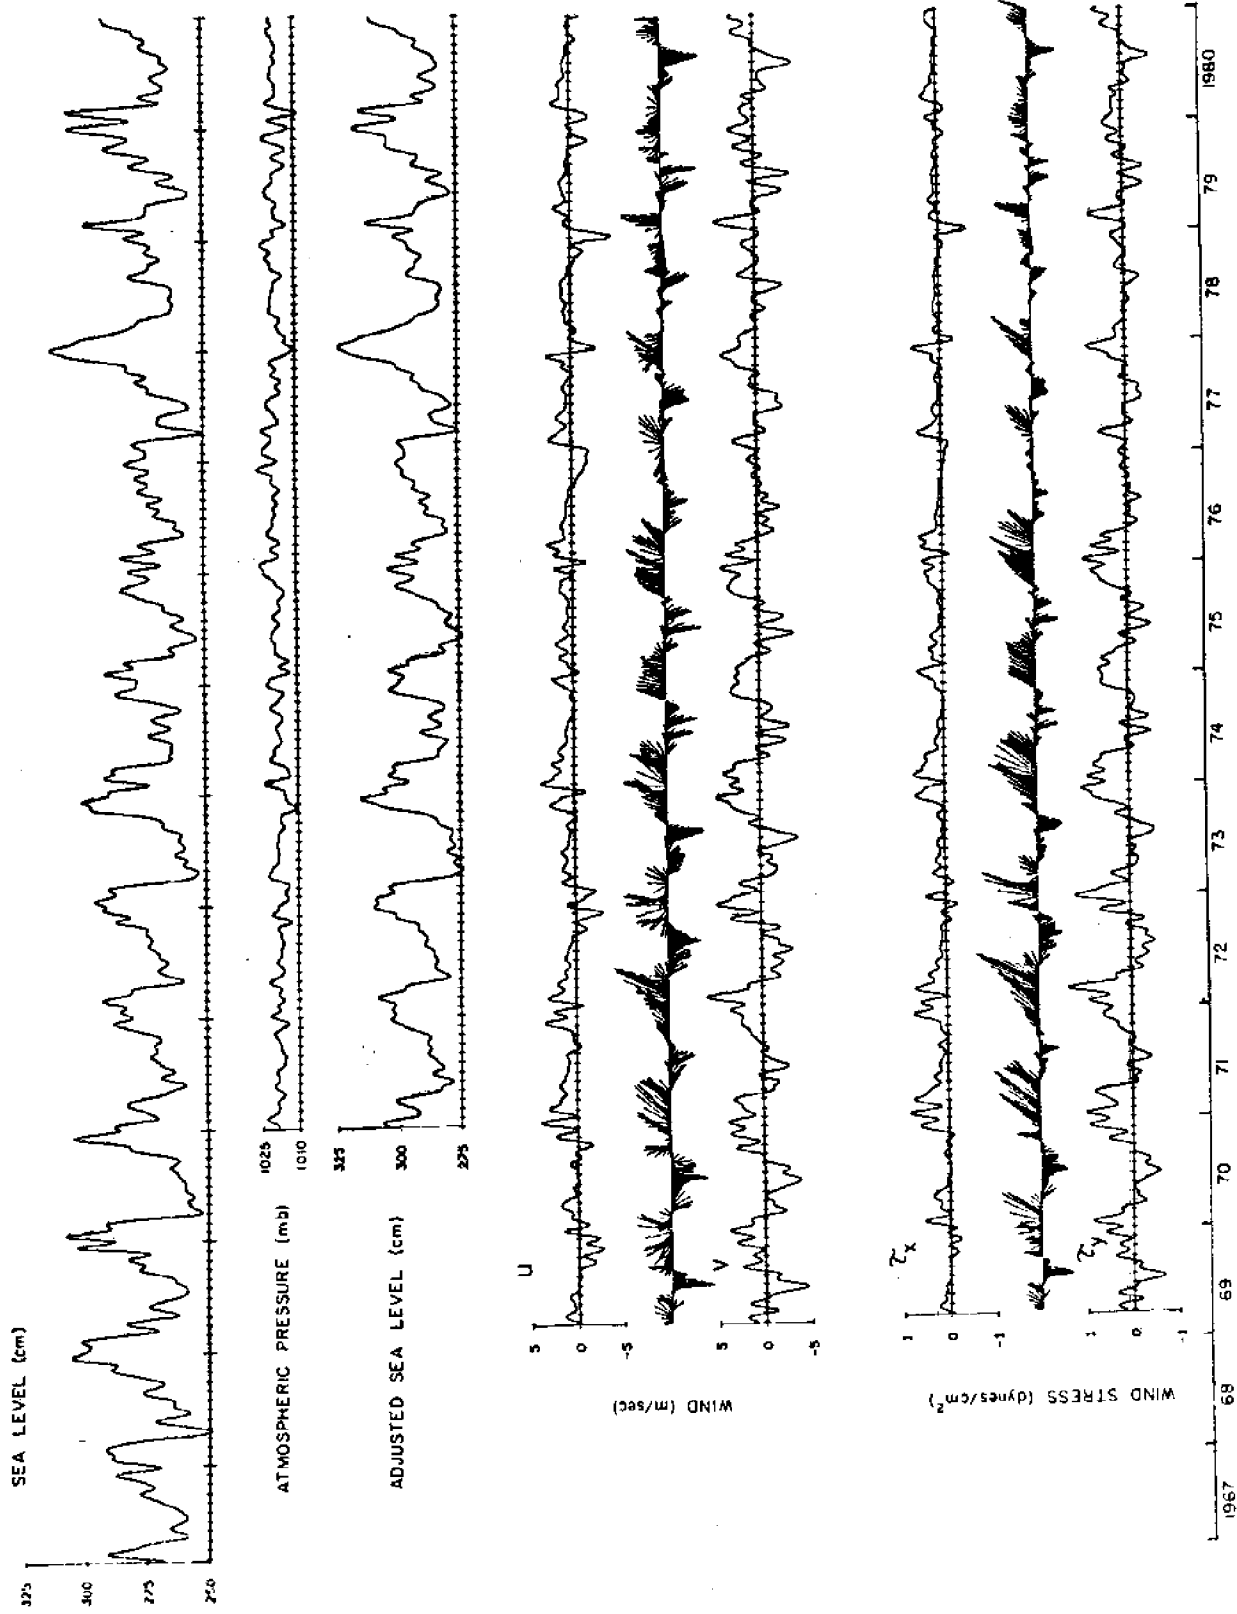 SEA LEVEL (cm)
325
300
275
250
ATMOSPHERIC PRESSURE (mb)
1025
1010
ADJUSTED SEA LEVEL (cm)
325
300
275
WIND (m/sec)
U
5
0
-5
V
5
0
-5
WIND STRESS (dynes/cm²)
τx
1
0
-1
τx
1
0
-1
1967 68 69 70 71 72 73 74 75 76 77 78 79 1980